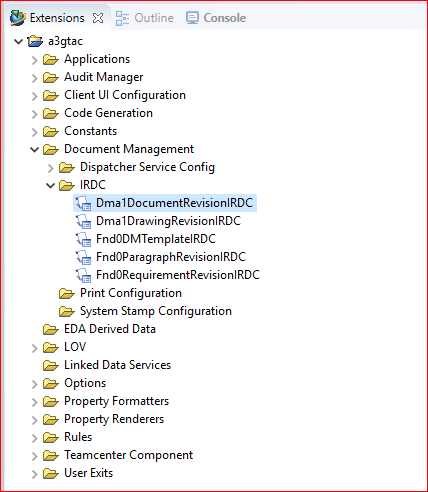 Extensions Outline Console
a3gtac
Applications
Audit Manager
Client UI Configuration
Code Generation
Constants
Document Management
Dispatcher Service Config
IRDC
Dma1DocumentRevisionIRDC
Dma1DrawingRevisionIRDC
Fnd0DMTemplateIRDC
Fnd0ParagraphRevisionIRDC
Fnd0RequirementRevisionIRDC
Print Configuration
System Stamp Configuration
EDA Derived Data
LOV
Linked Data Services
Options
Property Formatters
Property Renderers
Rules
Teamcenter Component
User Exits